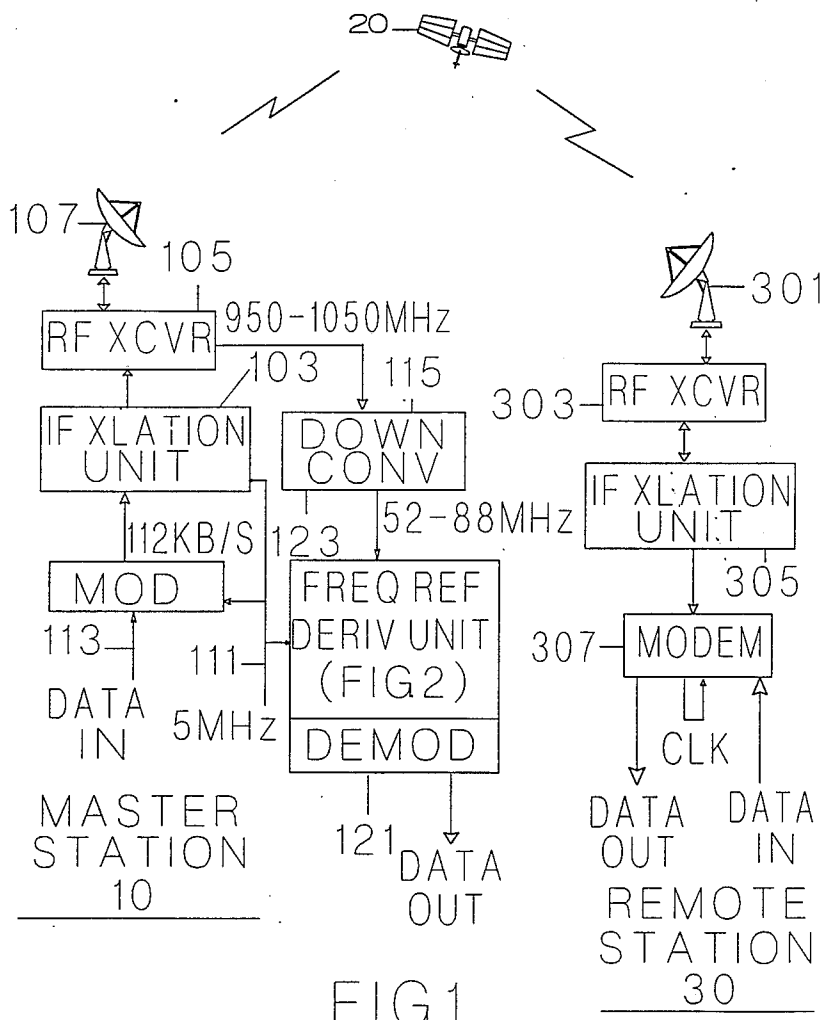 20
107
105
RF XCVR
950-1050MHz
103
115
IF XLATION
UNIT
DOWN
CONV
112KB/S
123
52-88MHz
MOD
FREQ REF
DERIV UNIT
(FIG2)
113
111
DATA
IN
5MHz
DEMOD
MASTER
STATION
10
121
DATA
OUT
301
303
RF XCVR
IF XLATION
UNIT
305
307
MODEM
CLK
DATA
OUT
DATA
IN
REMOTE
STATION
30
FIG1